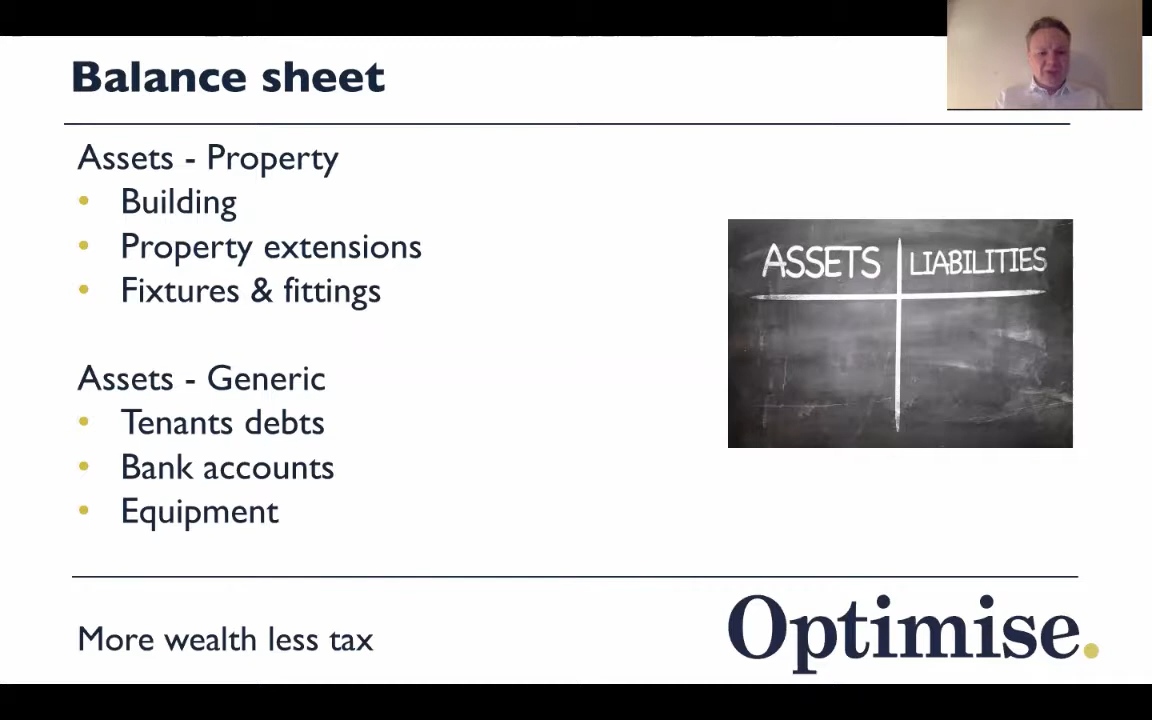 Balance sheet
Assets - Property
• Building
• Property extensions
• Fixtures & fittings
Assets - Generic
• Tenants debts
• Bank accounts
• Equipment
ASSETS LIABILITIES
More wealth less tax
Optimise.